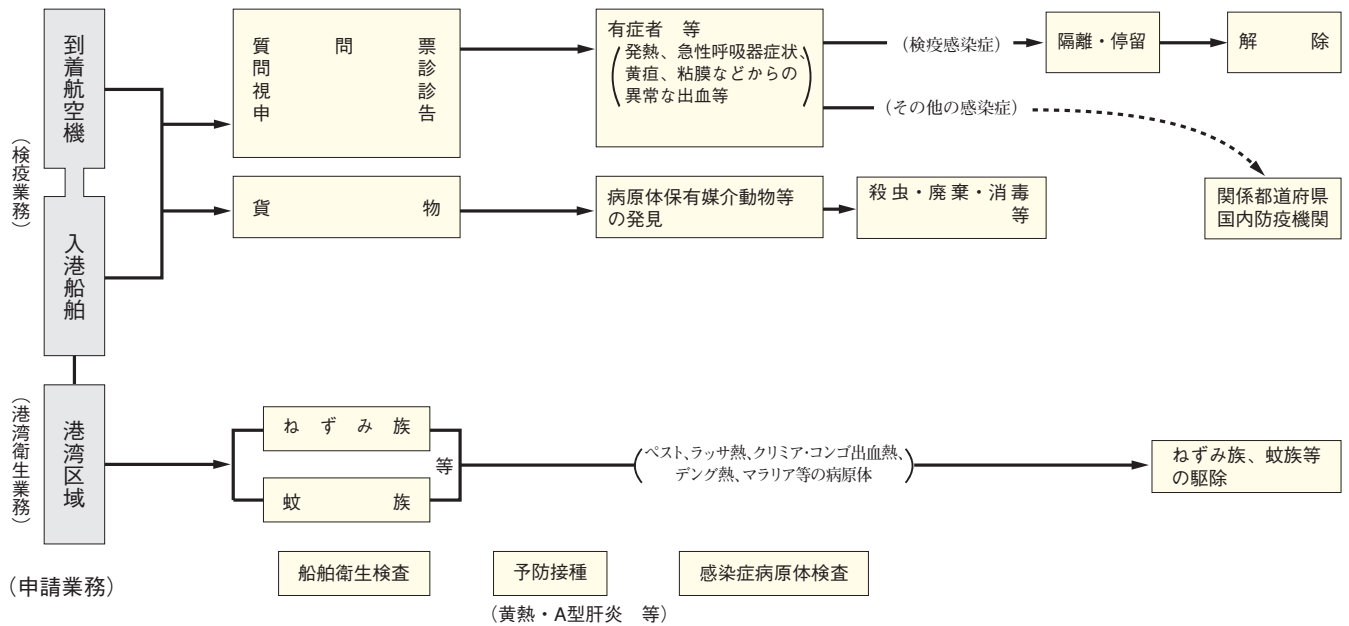 (検疫業務)
到着航空機
入港船舶
質問票
問診
視診
申告
有症者 等
(発熱、急性呼吸器症状、
黄疸、粘膜などからの
異常な出血等)
(検疫感染症)
隔離・停留
解除
(その他の感染症)
関係都道府県
国内防疫機関
貨物
病原体保有媒介動物等
の発見
殺虫・廃棄・消毒
等
(港湾衛生業務)
港湾区域
ねずみ族
蚊族
等
(ペスト、ラッサ熱、クリミア・コンゴ出血熱、
デング熱、マラリア等の病原体)
ねずみ族、蚊族等
の駆除
(申請業務)
船舶衛生検査
予防接種
(黄熱・A型肝炎 等)
感染症病原体検査